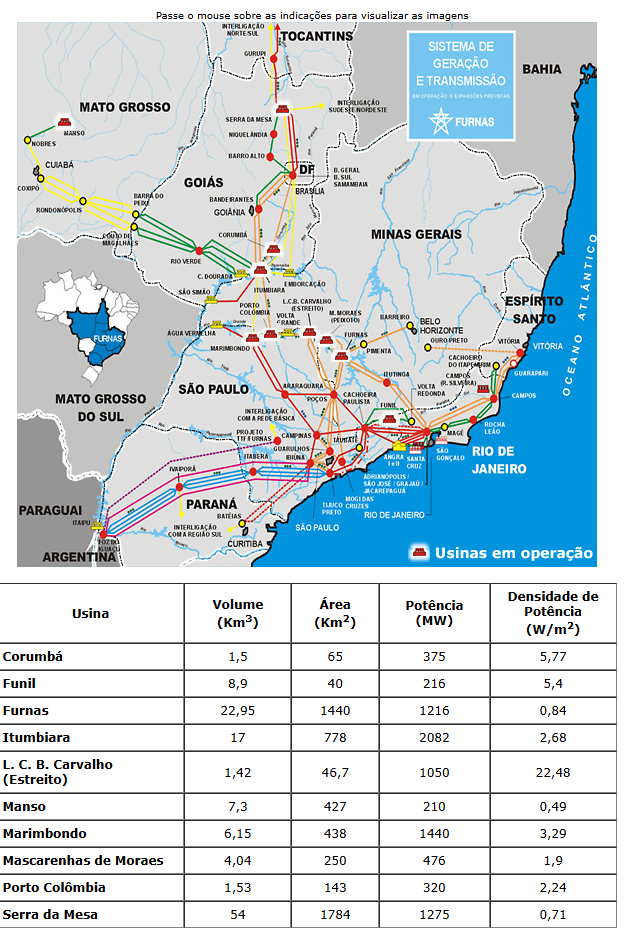 Passe o mouse sobre as indicações para visualizar as imagens
INTERLIGAÇÃO
NORTE-SUL
TOCANTINS
GURUPI
SISTEMA DE
GERAÇÃO
E TRANSMISSÃO
EM OPERAÇÃO E EXPANSÕES PREVISTAS
FURNAS
BAHIA
MATO GROSSO
MANSO
NOBRES
CUIABÁ
COXIPÓ
RONDONÓPOLIS
INTERLIGAÇÃO
SUDESTE-NORDESTE
SERRA DA MESA
NIQUELÂNDIA
BARRO ALTO
DF
BRASÍLIA
B. GERAL
B. SUL
SAMAMBAIA
GOIÁS
BANDEIRANTES
GOIÂNIA
BARRA DO
PEIXE
COUTO DE
MAGALHÃES
RIO VERDE
CORUMBÁ
C. DOURADA
ITUMBIARA
EMBORCAÇÃO
SÃO SIMÃO
MINAS GERAIS
ESPÍRITO
SANTO
OCEANO ATLÂNTICO
FURNAS
PORTO
COLÔMBIA
VOLTA
GRANDE
L.C.B. CARVALHO
(ESTREITO)
M. MORAES
(PEIXOTO)
FURNAS
BARREIRO
BELO
HORIZONTE
OURO PRETO
PIMENTA
VITÓRIA
VITÓRIA
ÁGUA VERMELHA
MARIMBONDO
CACHOEIRO
DO ITAPEMIRIM
GUARAPARI
CAMPOS
(R. SILVEIRA)
CAMPOS
MATO GROSSO
DO SUL
SÃO PAULO
ARARAQUARA
POÇOS
ITUTINGA
CACHOEIRA
PAULISTA
FUNIL
VOLTA
REDONDA
ROCHA
LEÃO
INTERLIGAÇÃO
COM A REDE BÁSICA
PROJETO
TIT FURNAS
CAMPINAS
GUARULHOS
IBIÚNA
TAUBATÉ
MAGÉ
SÃO
GONÇALO
RIO DE
JANEIRO
ANGRA
I e II
SANTA
CRUZ
ADRIANÓPOLIS /
SÃO JOSÉ / GRAJAÚ /
JACAREPAGUÁ
RIO DE JANEIRO
MOGI DAS
CRUZES
TIJUCO
PRETO
SÃO PAULO
ITABERÁ
IVAIPORÃ
PARANÁ
BATÉIAS
CURITIBA
INTERLIGAÇÃO
COM A REGIÃO SUL
PARAGUAI
ITAIPU
FOZ DO
IGUAÇU
ARGENTINA
Usinas em operação
Usina Volume (Km3) Área (Km2) Potência (MW) Densidade de Potência (W/m2)
Corumbá 1,5 65 375 5,77
Funil 8,9 40 216 5,4
Furnas 22,95 1440 1216 0,84
Itumbiara 17 778 2082 2,68
L. C. B. Carvalho (Estreito) 1,42 46,7 1050 22,48
Manso 7,3 427 210 0,49
Marimbondo 6,15 438 1440 3,29
Mascarenhas de Moraes 4,04 250 476 1,9
Porto Colômbia 1,53 143 320 2,24
Serra da Mesa 54 1784 1275 0,71